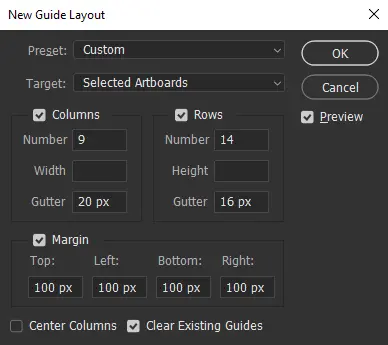 New Guide Layout
Preset: Custom
OK
Target: Selected Artboards
Cancel
Columns Rows Preview
Number 9 Number 14
Width Height
Gutter 20 px Gutter 16 px
Margin
Top: Left: Bottom: Right:
100 px 100 px 100 px 100 px
Center Columns Clear Existing Guides